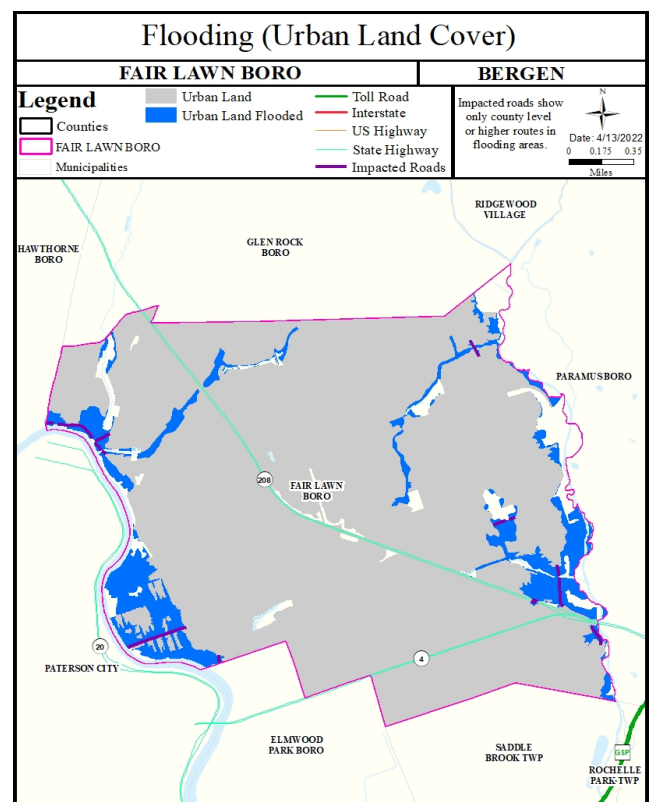 Flooding (Urban Land Cover)
FAIR LAWN BORO
BERGEN
Legend
Counties
FAIR LAWN BORO
Municipalities
Urban Land
Urban Land Flooded
Toll Road
Interstate
US Highway
State Highway
Impacted Roads
Impacted roads show
only county level
or higher routes in
flooding areas.
N
Date: 4/13/2022
0 0.175 0.35
Miles
RIDGEWOOD
VILLAGE
HAWTHORNE
BORO
GLEN ROCK
BORO
PARAMUS BORO
208
FAIR LAWN
BORO
20
PATERSON CITY
4
ELMWOOD
PARK BORO
SADDLE
BROOK TWP
GSP
ROCHELLE
PARK TWP